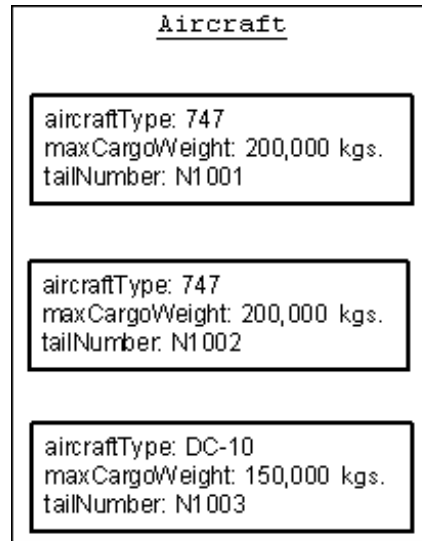 Aircraft
aircraftType: 747
maxCargoWeight: 200,000 kgs.
tailNumber: N1001
aircraftType: 747
maxCargoWeight: 200,000 kgs.
tailNumber: N1002
aircraftType: DC-10
maxCargoWeight: 150,000 kgs.
tailNumber: N1003